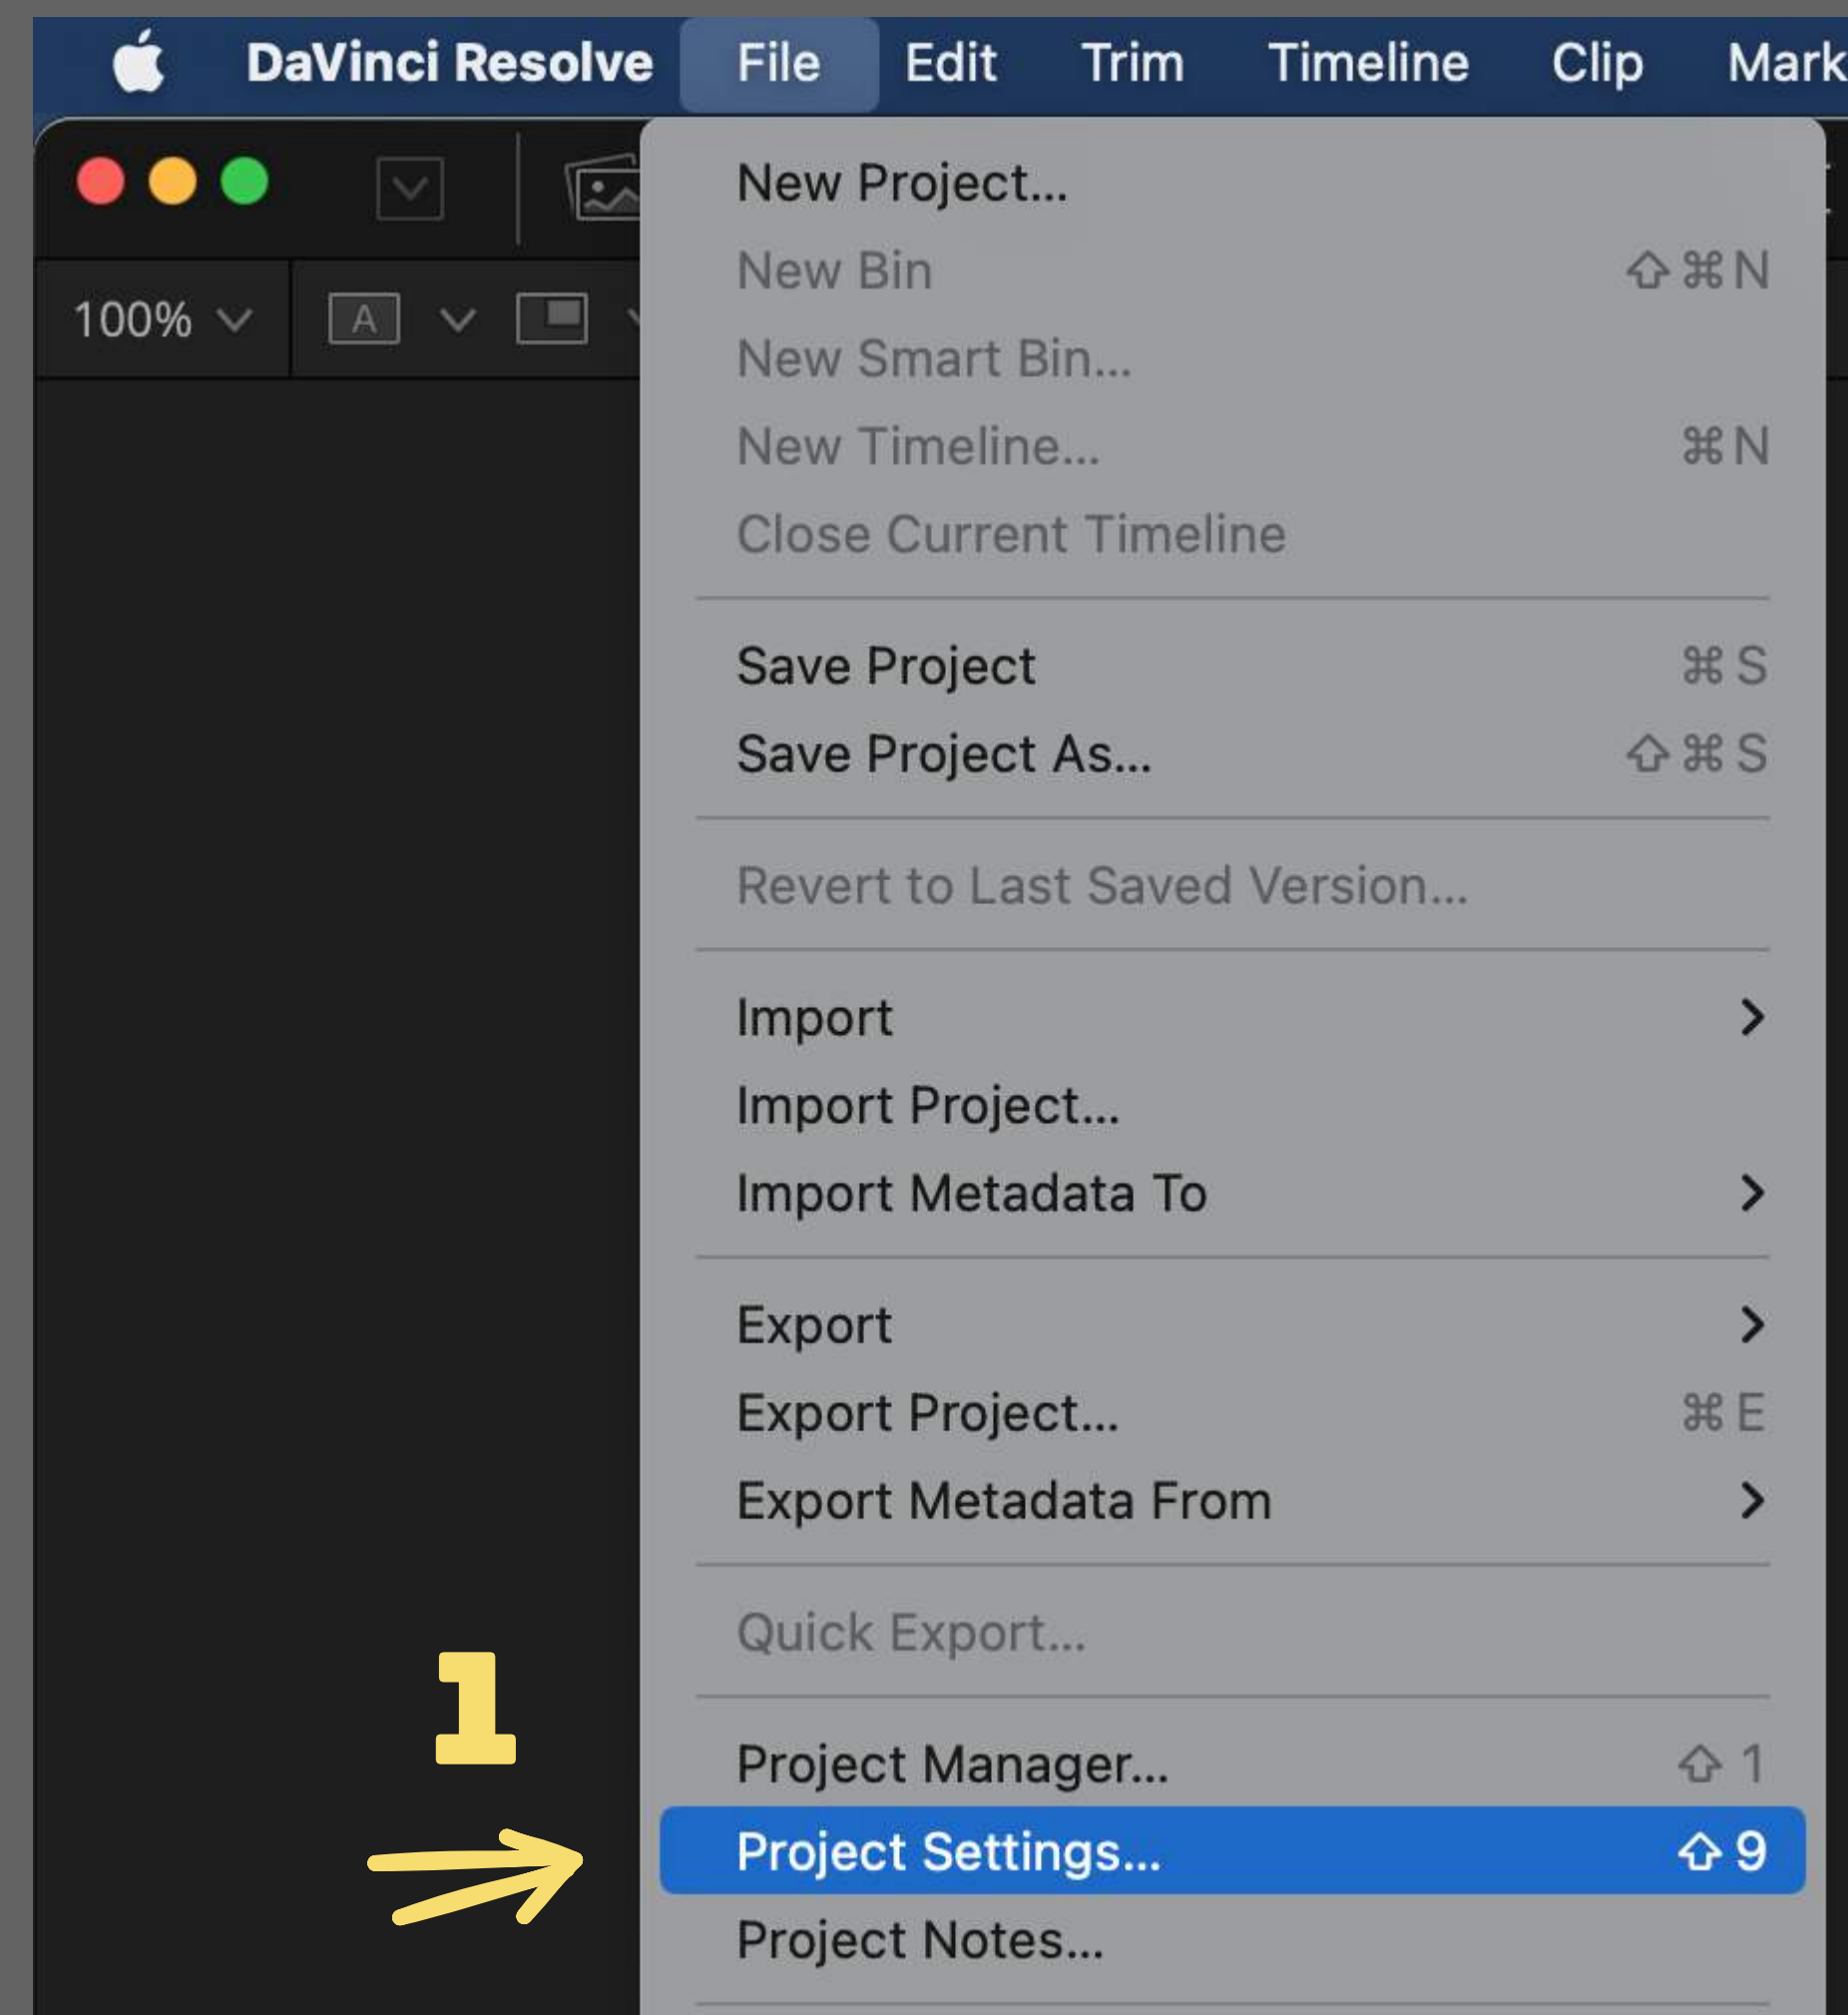 DaVinci Resolve File Edit Trim Timeline Clip Mark
New Project...
100% A
New Bin ⇧⌘N
New Smart Bin...
New Timeline... ⌘N
Close Current Timeline
Save Project ⌘S
Save Project As... ⇧⌘S
Revert to Last Saved Version...
Import
Import Project...
Import Metadata To
Export
Export Project... ⌘E
Export Metadata From
Quick Export...
1
Project Manager... ⇧1
Project Settings... ⇧9
Project Notes...